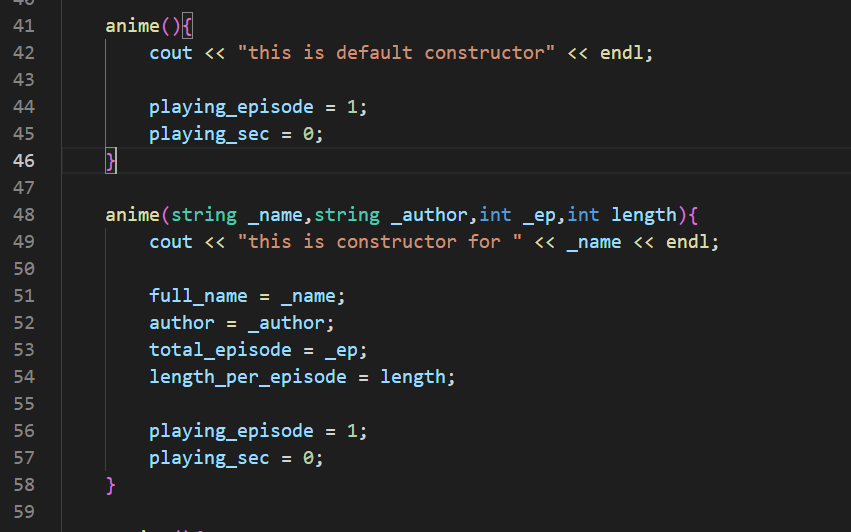 41 anime(){
42 cout << "this is default constructor" << endl;
43
44 playing_episode = 1;
45 playing_sec = 0;
46 }
47
48 anime(string _name,string _author,int _ep,int length){
49 cout << "this is constructor for " << _name << endl;
50
51 full_name = _name;
52 author = _author;
53 total_episode = _ep;
54 length_per_episode = length;
55
56 playing_episode = 1;
57 playing_sec = 0;
58 }
59